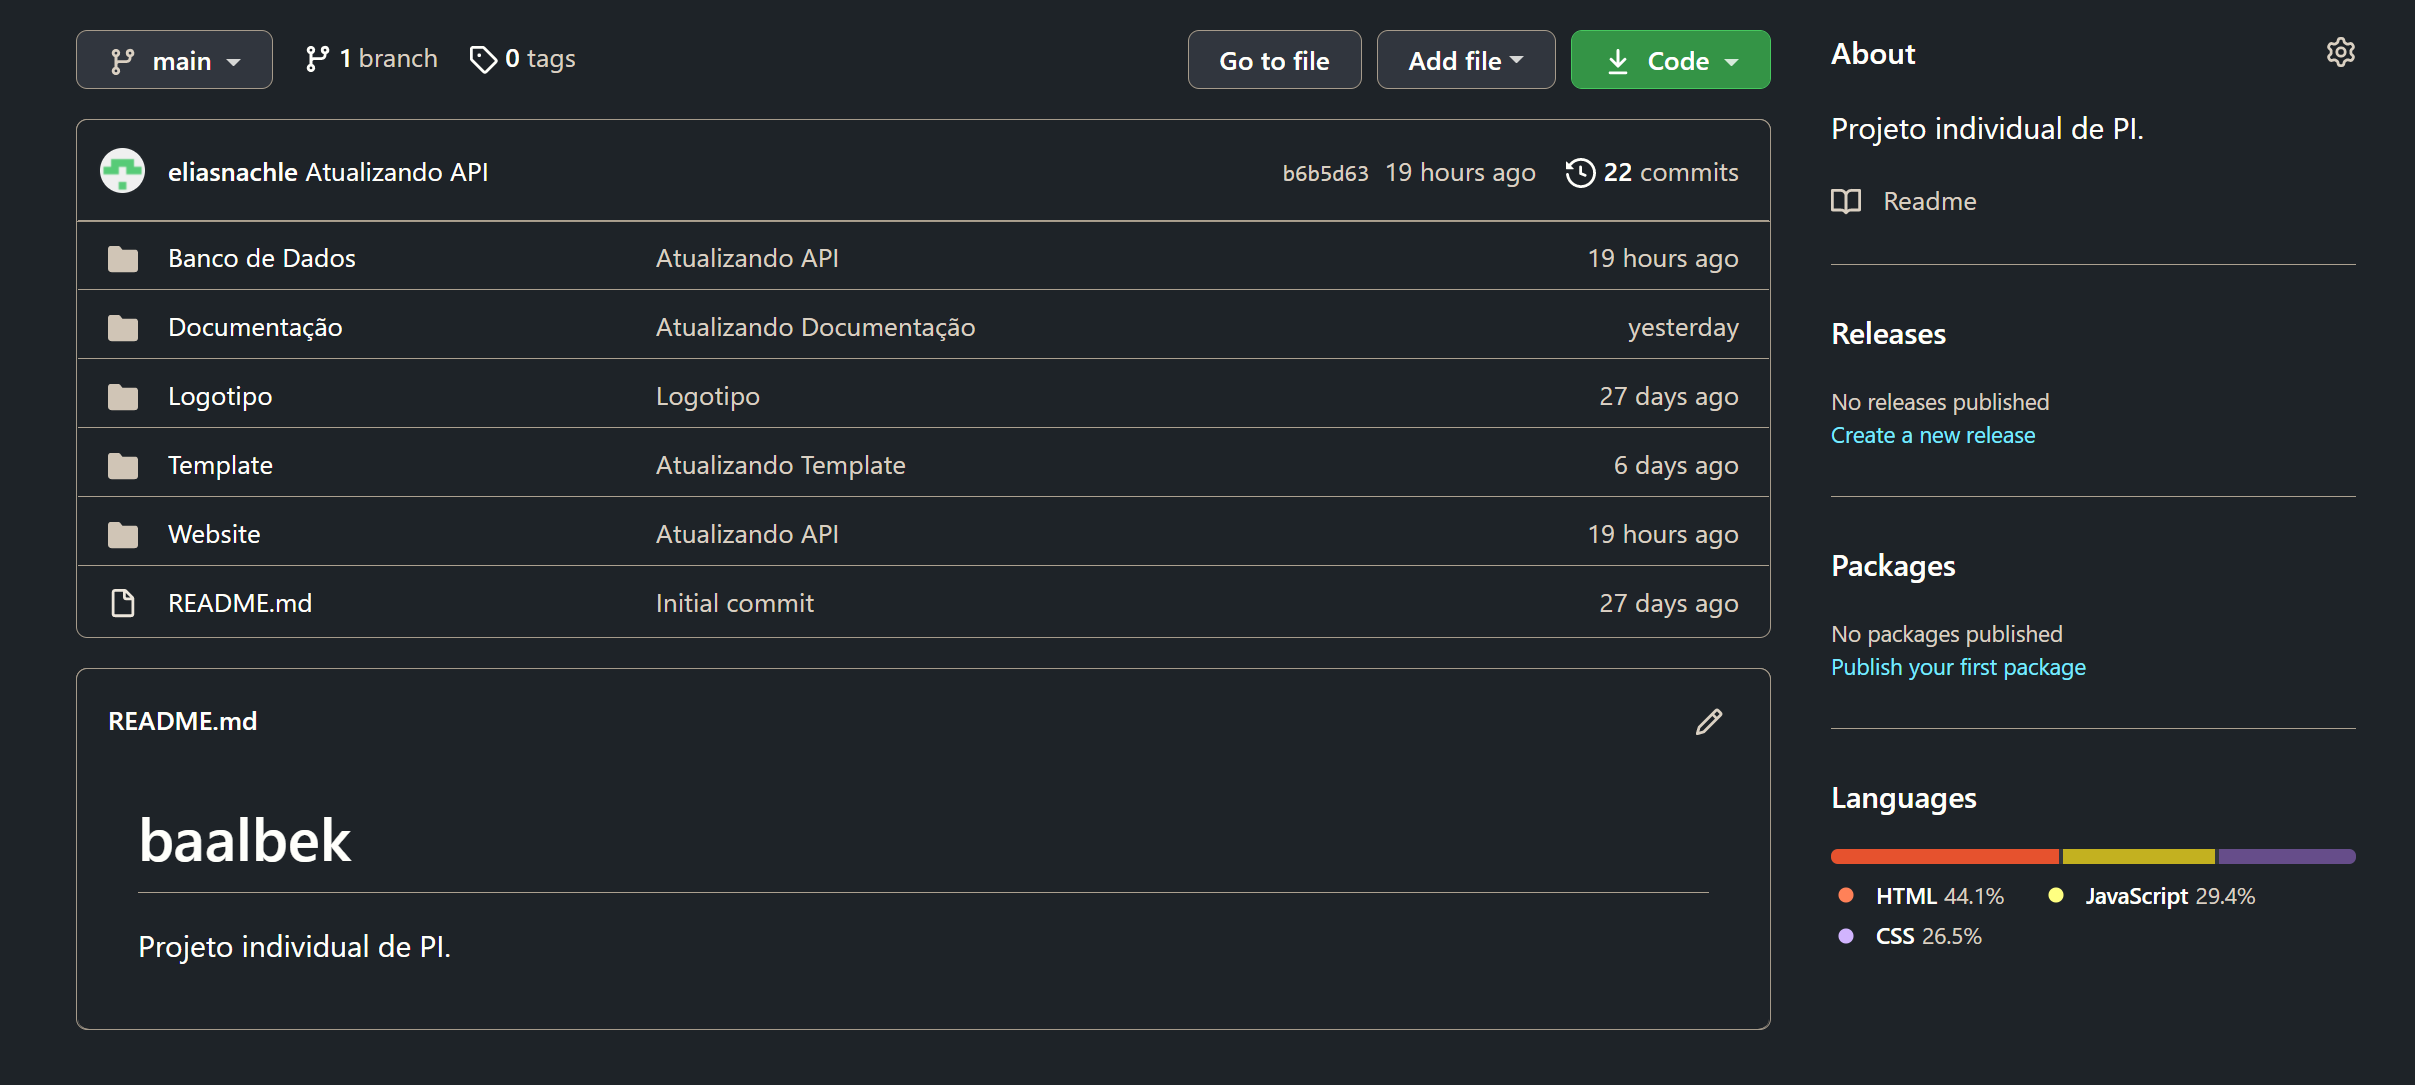 main 1 branch 0 tags Go to file Add file Code
eliasnachle Atualizando API b6b5d63 19 hours ago 22 commits
Banco de Dados Atualizando API 19 hours ago
Documentação Atualizando Documentação yesterday
Logotipo Logotipo 27 days ago
Template Atualizando Template 6 days ago
Website Atualizando API 19 hours ago
README.md Initial commit 27 days ago
README.md
baalbek
Projeto individual de PI.
About
Projeto individual de PI.
Readme
Releases
No releases published
Create a new release
Packages
No packages published
Publish your first package
Languages
HTML 44.1% JavaScript 29.4%
CSS 26.5%